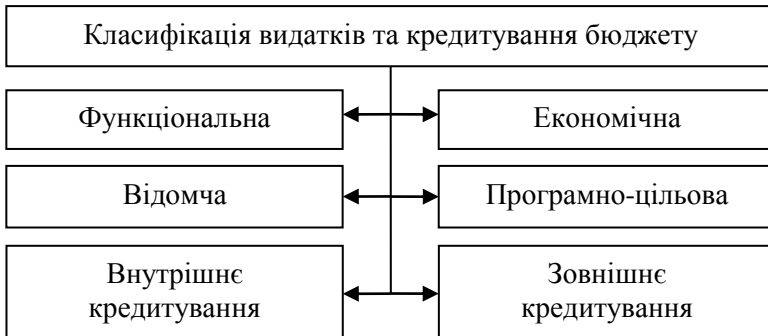 Класифікація видатків та кредитування бюджету
Функціональна
Економічна
Відомча
Програмно-цільова
Внутрішнє
кредитування
Зовнішнє
кредитування